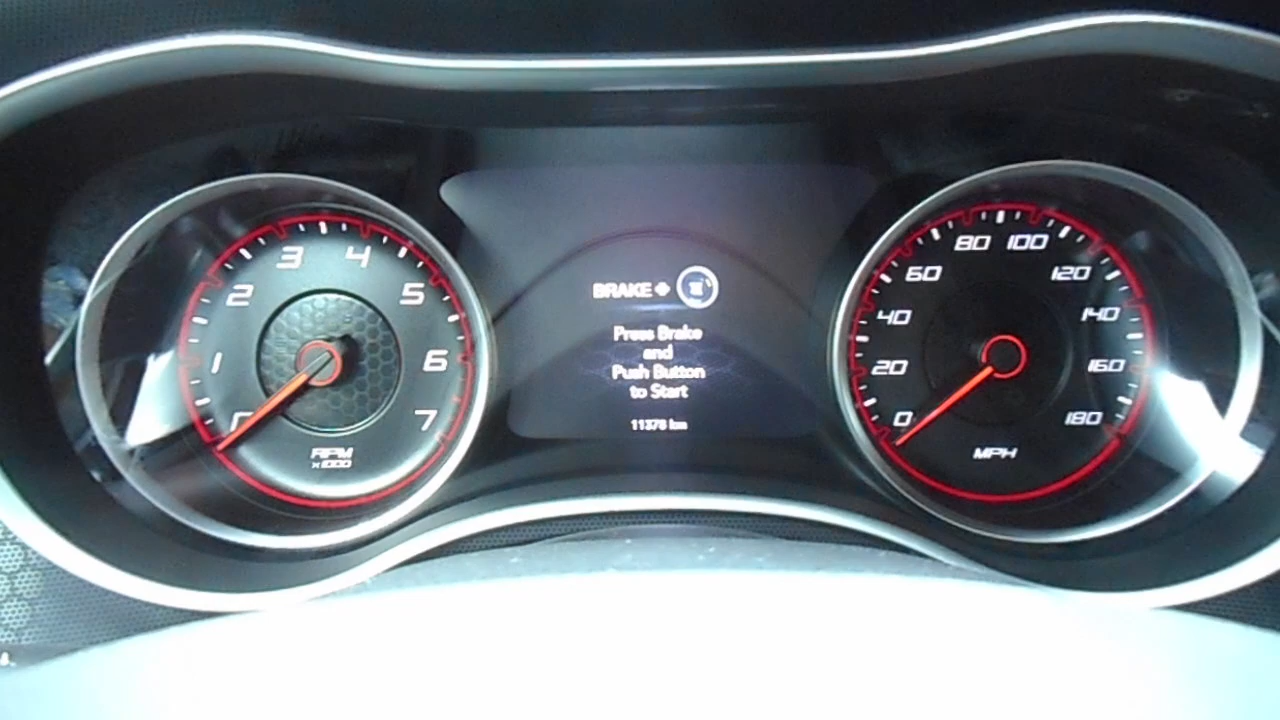 0 1 2 3 4 5 6 7
RPM
x1000
BRAKE +
Press Brake
and
Push Button
to Start
11378 km
0 20 40 60 80 100 120 140 160 180
MPH